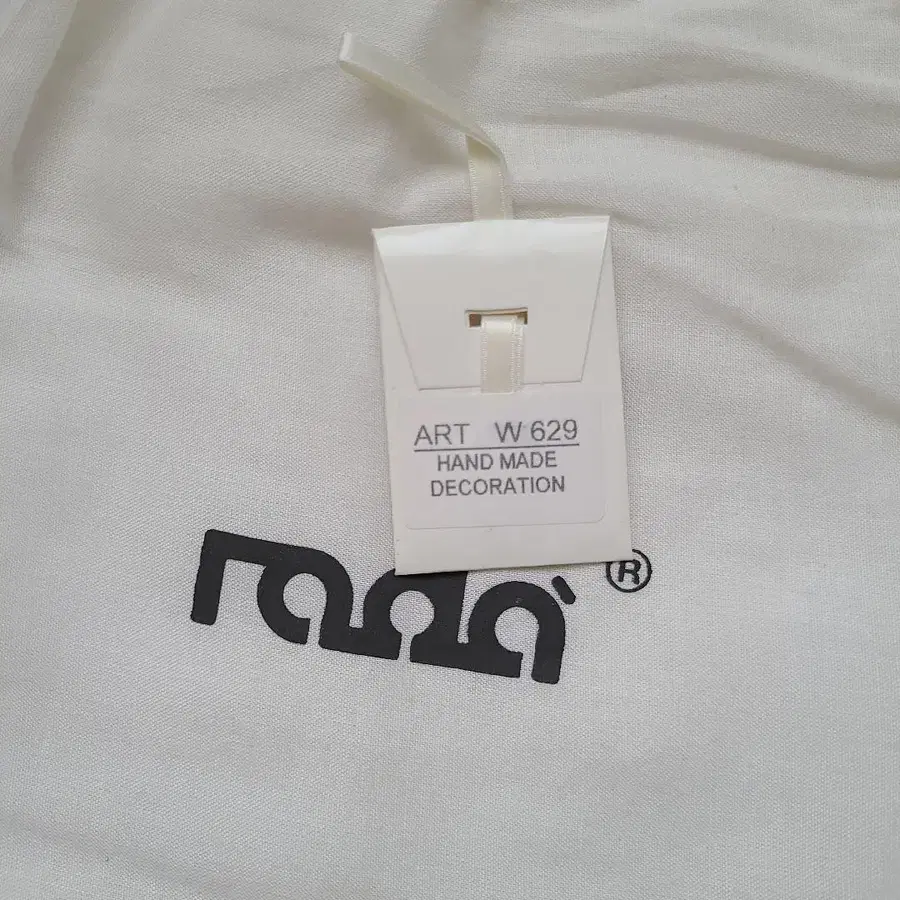 ART W 629
HAND MADE
DECORATION
radà ®